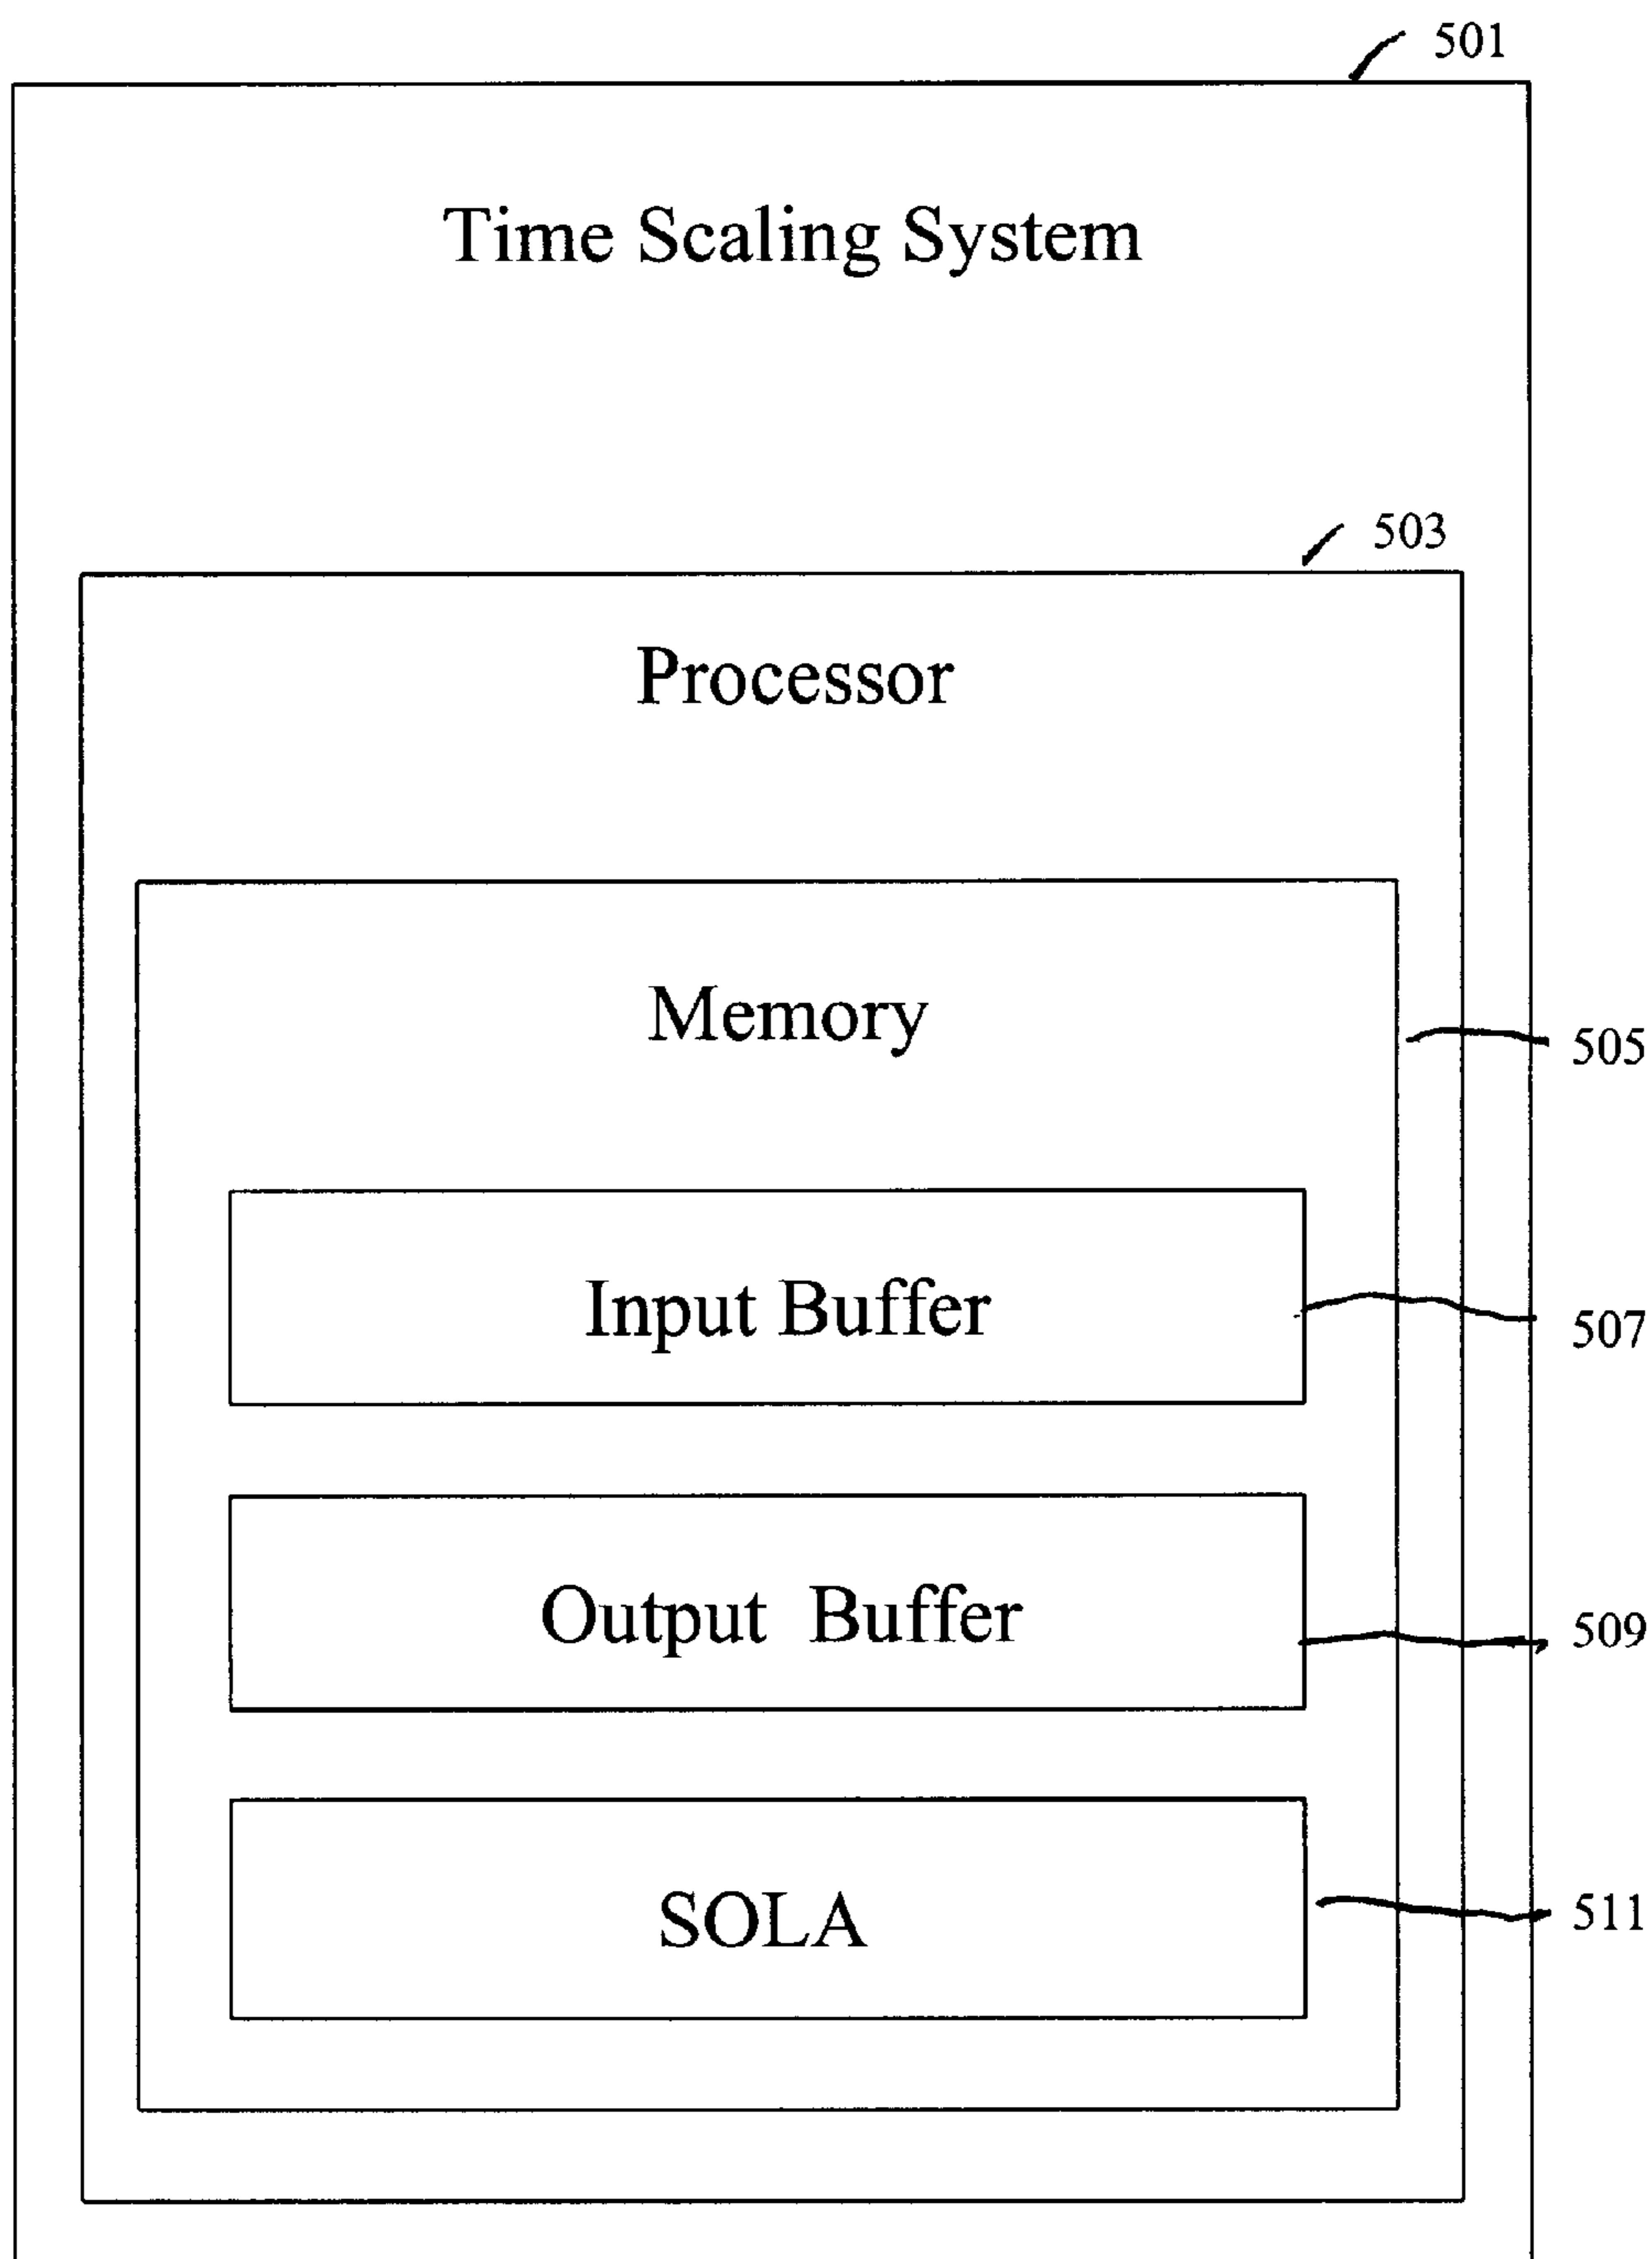 501
Time Scaling System
503
Processor
Memory
505
Input Buffer
507
Output Buffer
509
SOLA
511